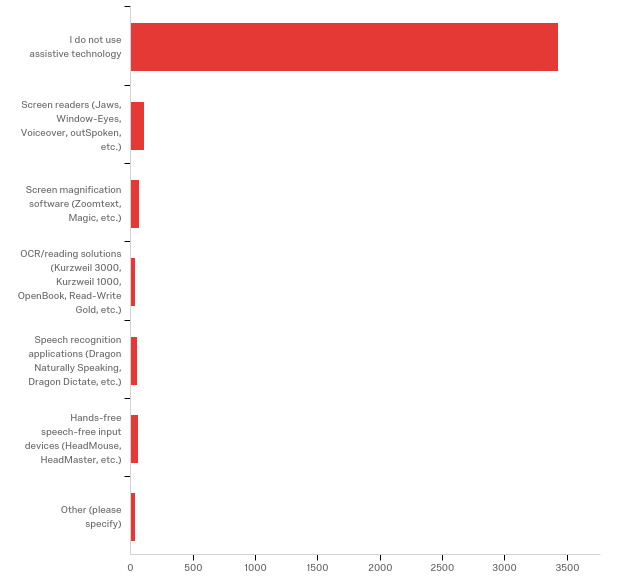 I do not use
assistive technology
Screen readers (Jaws,
Window-Eyes,
Voiceover, outSpoken,
etc.)
Screen magnification
software (Zoomtext,
Magic, etc.)
OCR/reading solutions
(Kurzweil 3000,
Kurzweil 1000,
OpenBook, Read-Write
Gold, etc.)
Speech recognition
applications (Dragon
Naturally Speaking,
Dragon Dictate, etc.)
Hands-free
speech-free input
devices (HeadMouse,
HeadMaster, etc.)
Other (please
specify)
0 500 1000 1500 2000 2500 3000 3500